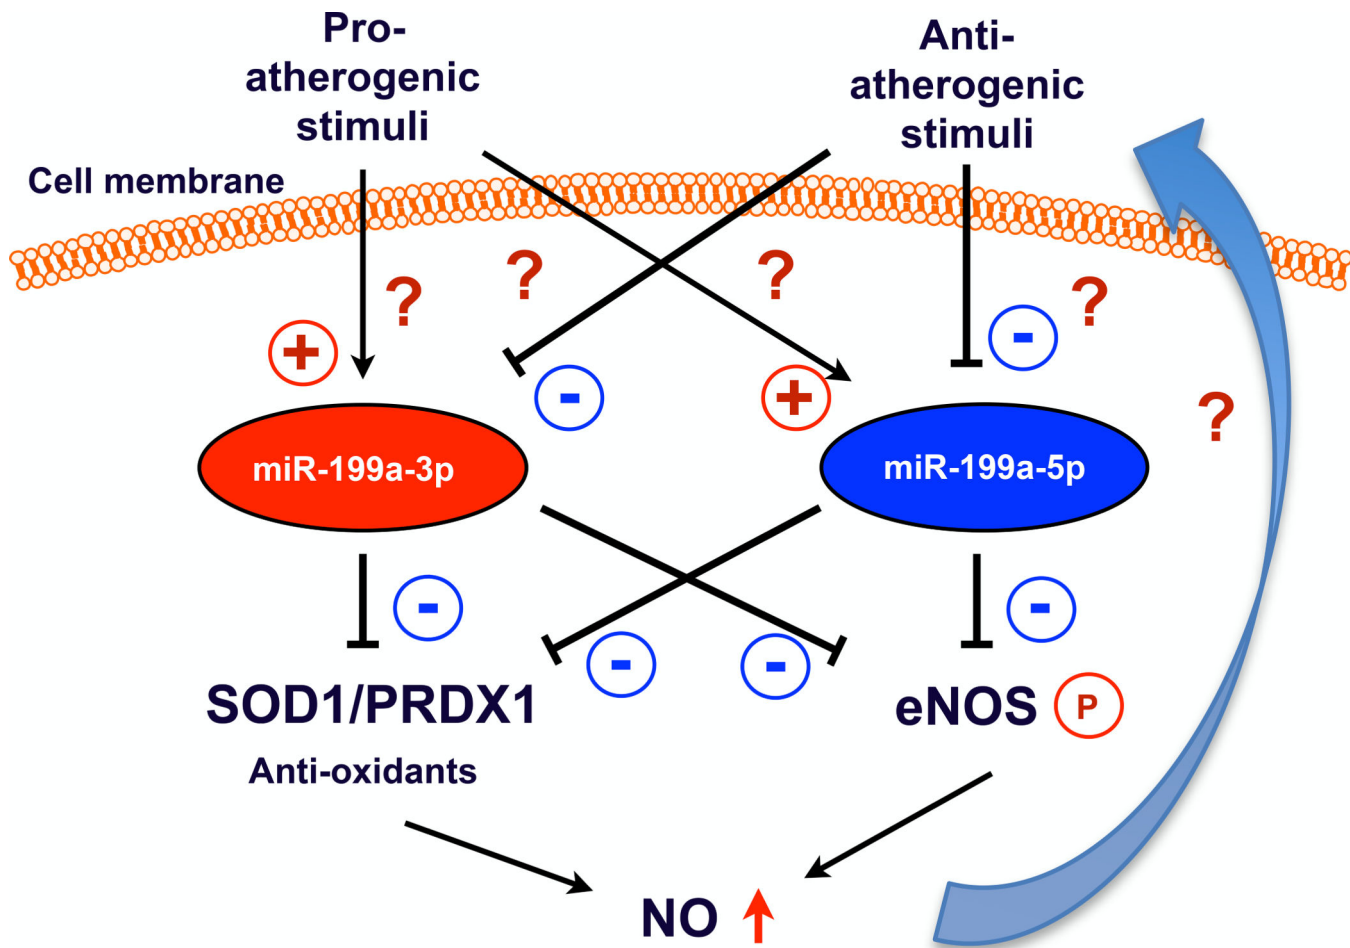 Pro-
atherogenic
stimuli
Anti-
atherogenic
stimuli
Cell membrane
?
?
?
?
+
-
-
+
?
miR-199a-3p
miR-199a-5p
-
-
-
-
SOD1/PRDX1
eNOS P
Anti-oxidants
NO